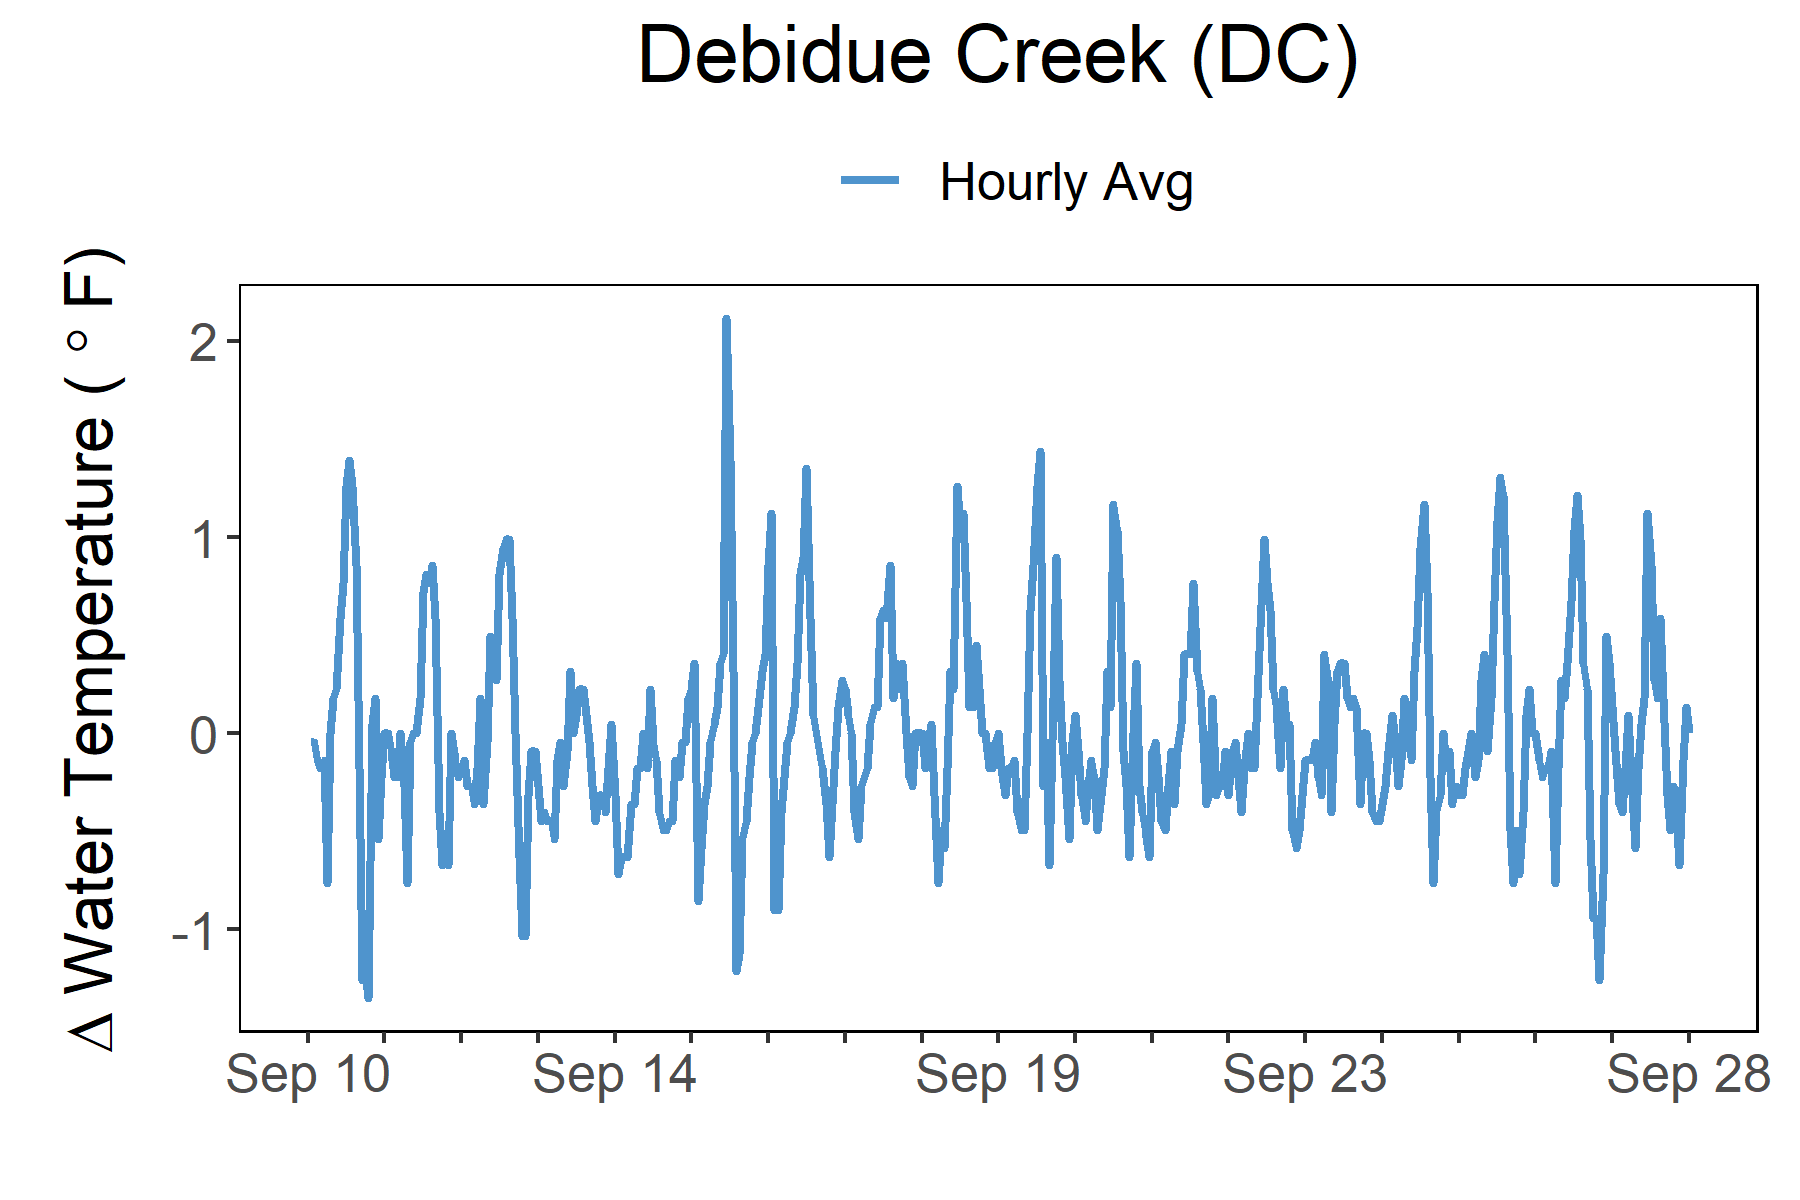 Debidue Creek (DC)
Hourly Avg
Δ Water Temperature ( ° F)
2
1
0
-1
Sep 10
Sep 14
Sep 19
Sep 23
Sep 28